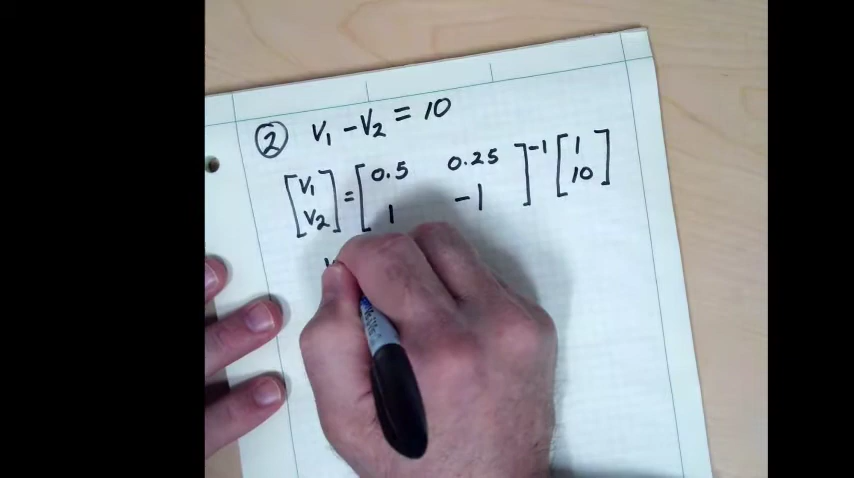 ② V₁ - V₂ = 10
[V₁ V₂] = [0.5 0.25 1 -1]⁻¹ [1 10]